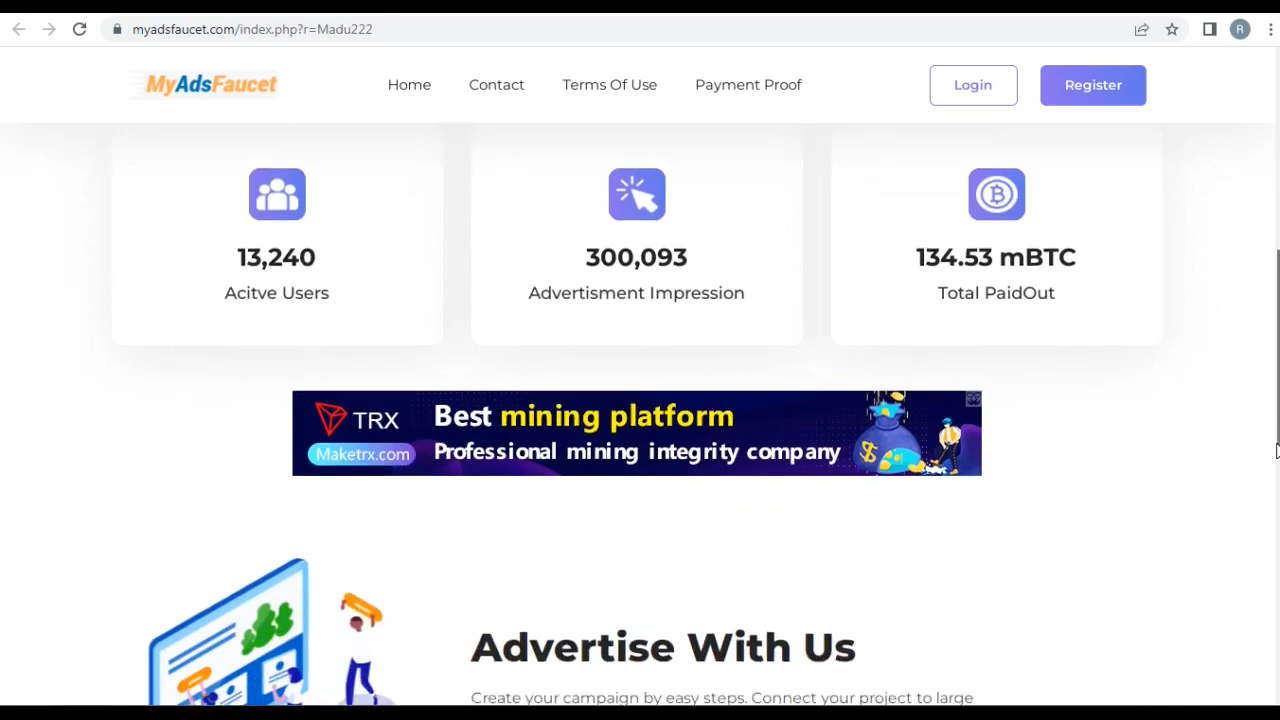 myadsfaucet.com/index.php?r=Madu222
R
MyAdsFaucet
Home
Contact
Terms Of Use
Payment Proof
Login
Register
13,240
300,093
134.53 mBTC
Acitve Users
Advertisment Impression
Total PaidOut
TRX
Maketrx.com
Best mining platform
Professional mining integrity company
Advertise With Us
Create your campaign by easy steps. Connect your project to large